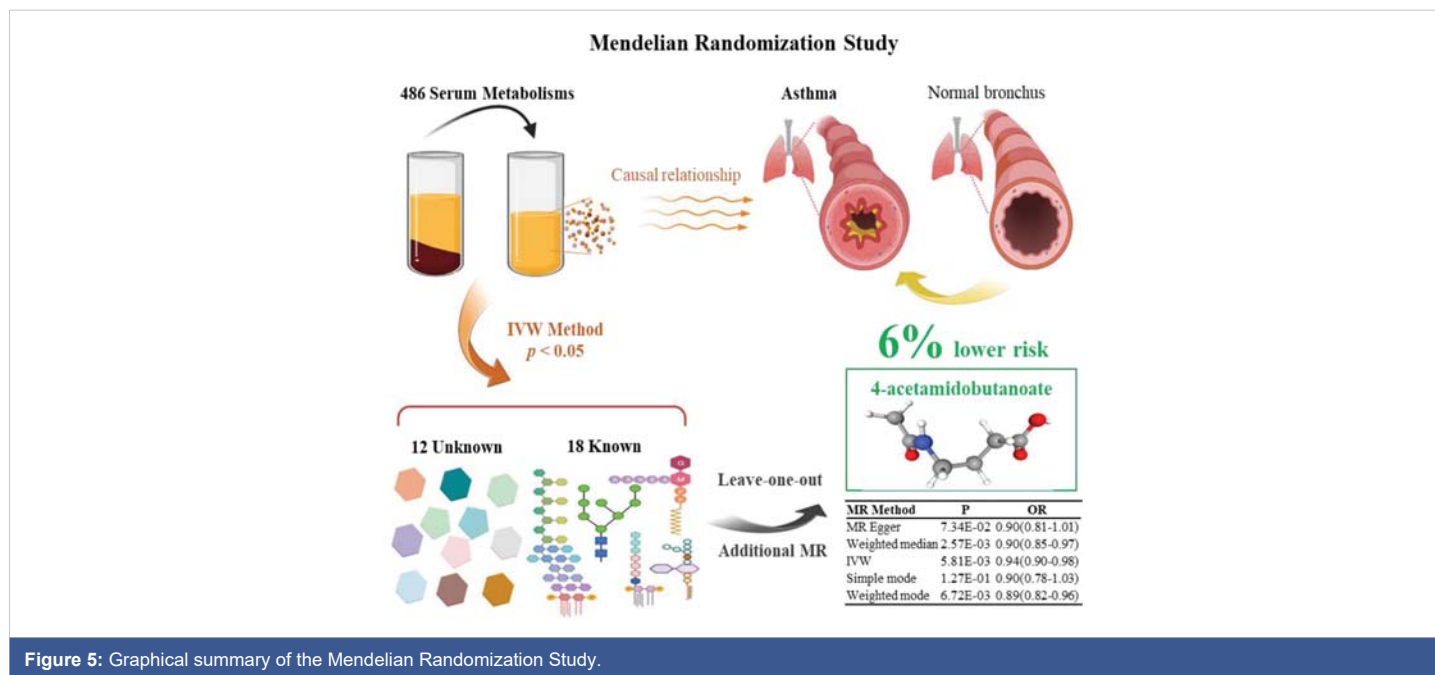 Mendelian Randomization Study
486 Serum Metabolisms
Asthma
Normal bronchus
Causal relationship
IVW Method
p < 0.05
6% lower risk
4-acetamidobutanoate
12 Unknown
18 Known
G
M
Leave-one-out
Additional MR
MR Method P OR
MR Egger 7.34E-02 0.90(0.81-1.01)
Weighted median 2.57E-03 0.90(0.85-0.97)
IVW 5.81E-03 0.94(0.90-0.98)
Simple mode 1.27E-01 0.90(0.78-1.03)
Weighted mode 6.72E-03 0.89(0.82-0.96)
Figure 5: Graphical summary of the Mendelian Randomization Study.